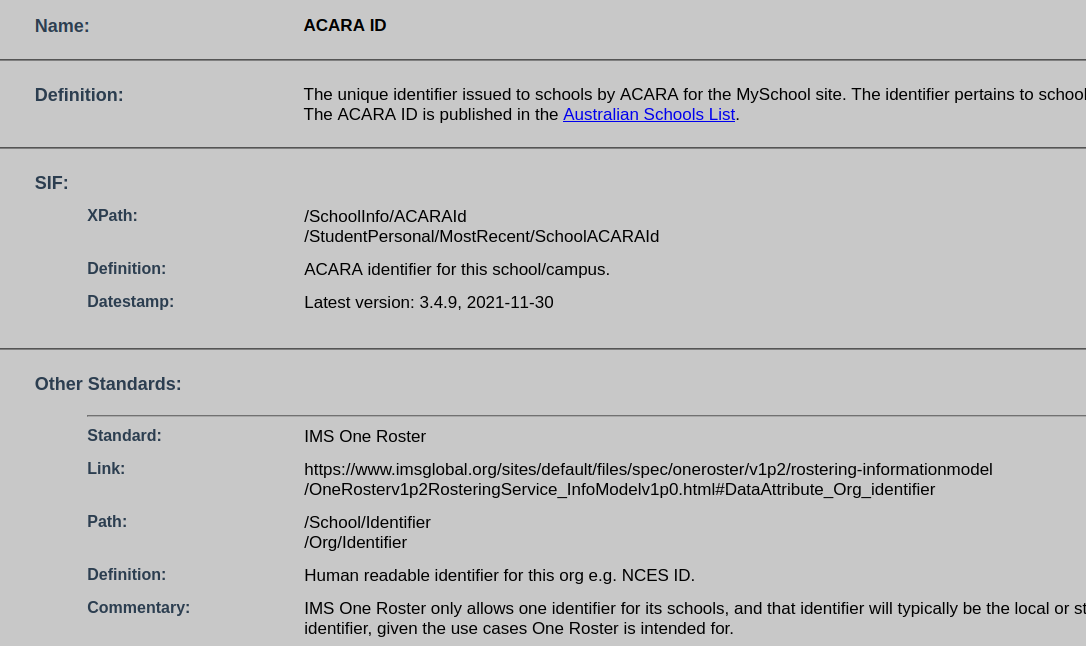 Name: ACARA ID
Definition: The unique identifier issued to schools by ACARA for the MySchool site. The identifier pertains to school
The ACARA ID is published in the Australian Schools List.
SIF:
XPath: /SchoolInfo/ACARAId
/StudentPersonal/MostRecent/SchoolACARAId
Definition: ACARA identifier for this school/campus.
Datestamp: Latest version: 3.4.9, 2021-11-30
Other Standards:
Standard: IMS One Roster
Link: https://www.imsglobal.org/sites/default/files/spec/oneroster/v1p2/rostering-informationmodel
/OneRosterv1p2RosteringService_InfoModelv1p0.html#DataAttribute_Org_identifier
Path: /School/Identifier
/Org/Identifier
Definition: Human readable identifier for this org e.g. NCES ID.
Commentary: IMS One Roster only allows one identifier for its schools, and that identifier will typically be the local or
identifier, given the use cases One Roster is intended for.